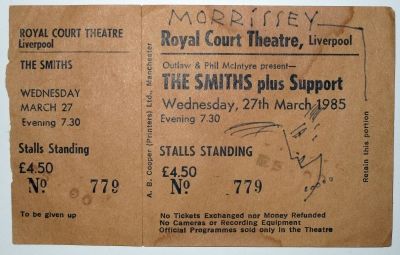 ROYAL COURT THEATRE
Liverpool
THE SMITHS
WEDNESDAY
MARCH 27
Evening 7.30
Stalls Standing
£4.50
No 779
To be given up
A. B. Cooper (Printers) Ltd., Manchester
MORRISSEY
Royal Court Theatre, Liverpool
Outlaw & Phil McIntyre present—
THE SMITHS plus Support
Wednesday, 27th March 1985
Evening 7.30
STALLS STANDING
£4.50
No 779
No Tickets Exchanged nor Money Refunded
No Cameras or Recording Equipment
Official Programmes sold only in the Theatre
Retain this portion